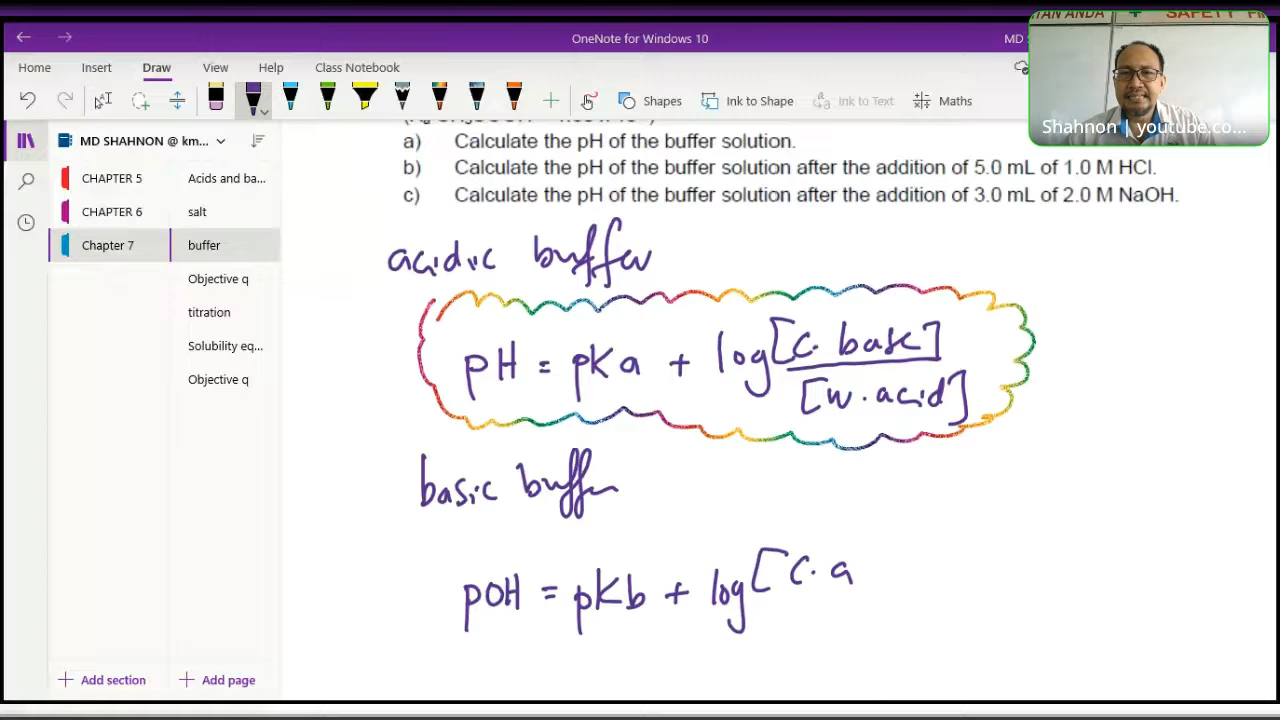 OneNote for Windows 10
MD S
TAN ANDA + SAFETY FI
Home Insert Draw View Help Class Notebook
Shapes Ink to Shape Ink to Text Maths
Shahnon | youtube.co...
MD SHAHNON @ km...
CHAPTER 5
CHAPTER 6
Chapter 7
Acids and ba...
salt
buffer
Objective q
titration
Solubility eq...
Objective q
Add section
Add page
a) Calculate the pH of the buffer solution.
b) Calculate the pH of the buffer solution after the addition of 5.0 mL of 1.0 M HCl.
c) Calculate the pH of the buffer solution after the addition of 3.0 mL of 2.0 M NaOH.
acidic buffer
pH = pKa + log [c. base]
[w. acid]
basic buffer
pOH = pKb + log [c. a